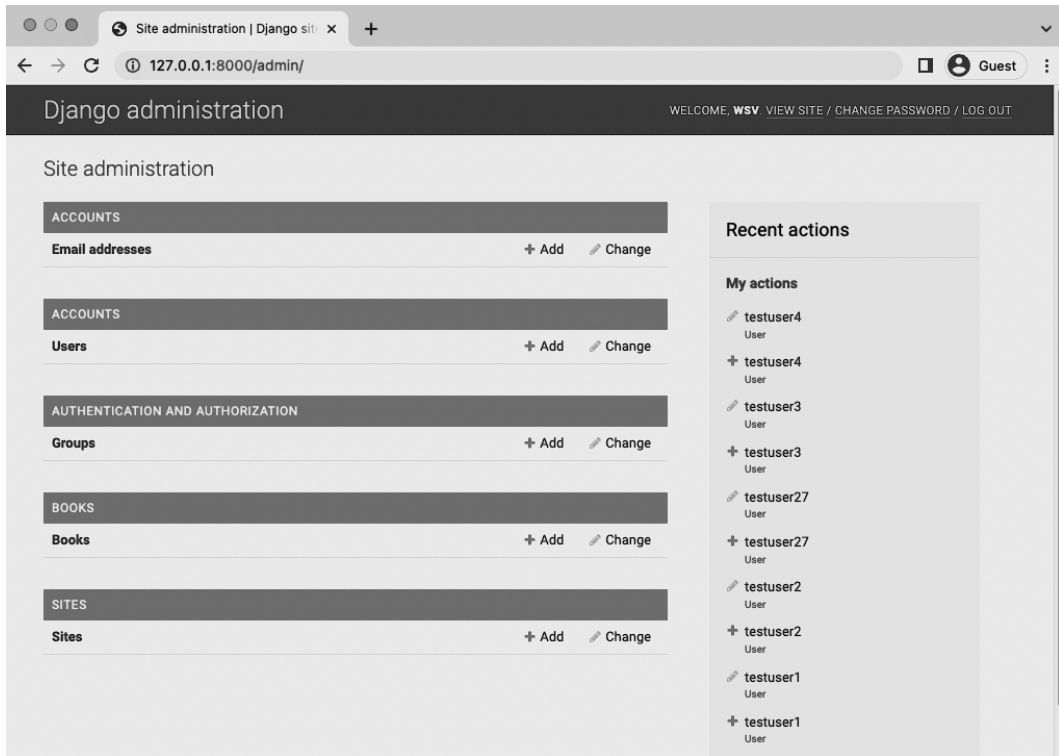 Site administration | Django sit
127.0.0.1:8000/admin/
Guest
Django administration
WELCOME, WSV. VIEW SITE / CHANGE PASSWORD / LOG OUT
Site administration
ACCOUNTS
Email addresses
Add
Change
ACCOUNTS
Users
Add
Change
AUTHENTICATION AND AUTHORIZATION
Groups
Add
Change
BOOKS
Books
Add
Change
SITES
Sites
Add
Change
Recent actions
My actions
testuser4
User
testuser4
User
testuser3
User
testuser3
User
testuser27
User
testuser27
User
testuser2
User
testuser2
User
testuser1
User
testuser1
User